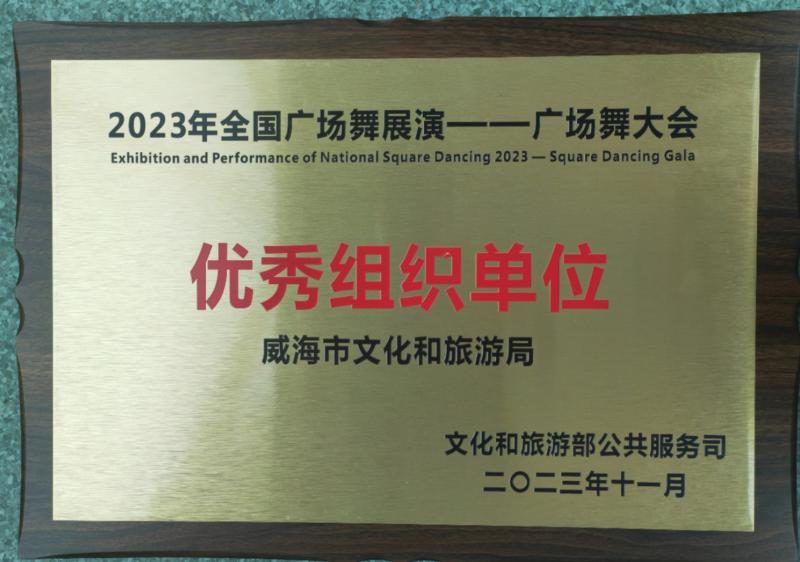 2023年全国广场舞展演——广场舞大会
Exhibition and Performance of National Square Dancing 2023 — Square Dancing Gala
优秀组织单位
威海市文化和旅游局
文化和旅游部公共服务司
二〇二三年十一月